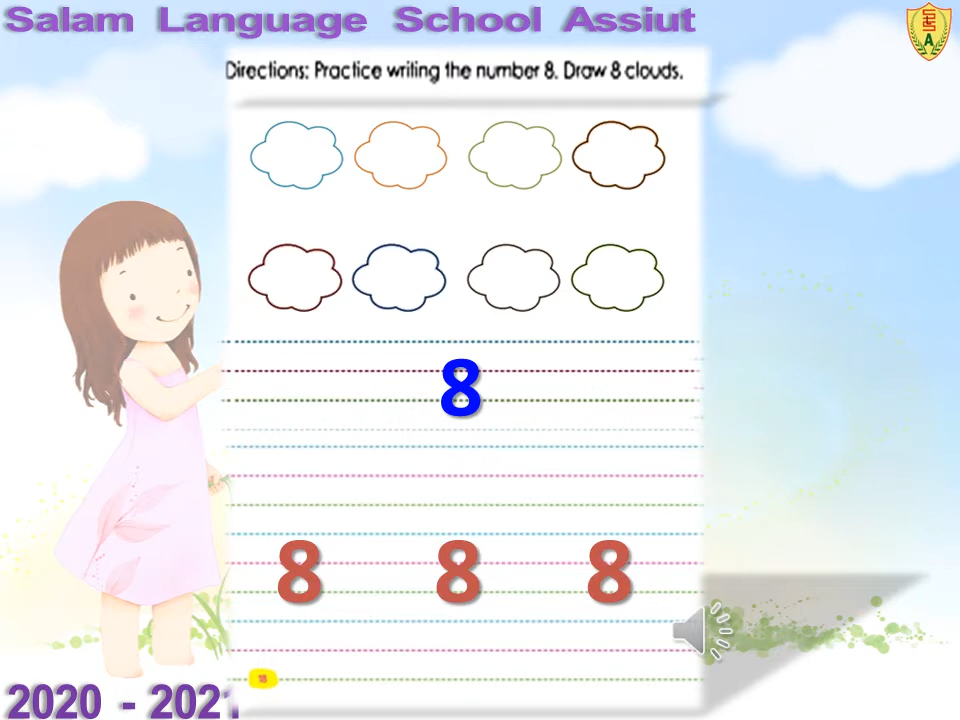 Salam Language School Assiut
Directions: Practice writing the number 8. Draw 8 clouds.
8
8 8 8
18
2020 - 2021